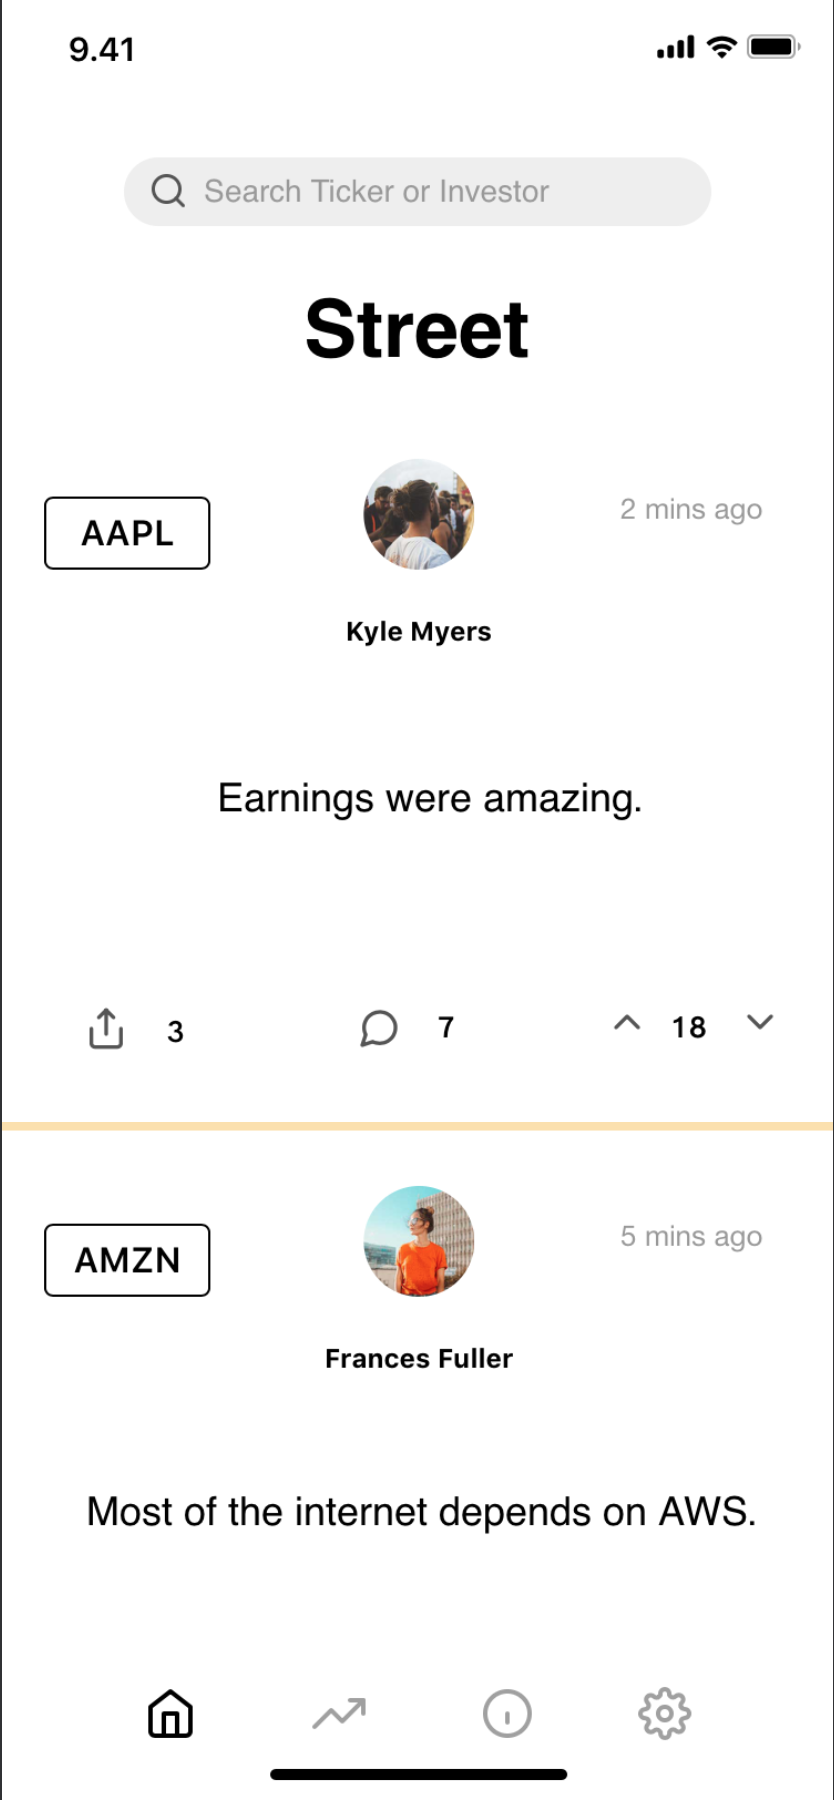 9.41
Search Ticker or Investor
Street
AAPL
2 mins ago
Kyle Myers
Earnings were amazing.
3 7 18
AMZN
5 mins ago
Frances Fuller
Most of the internet depends on AWS.